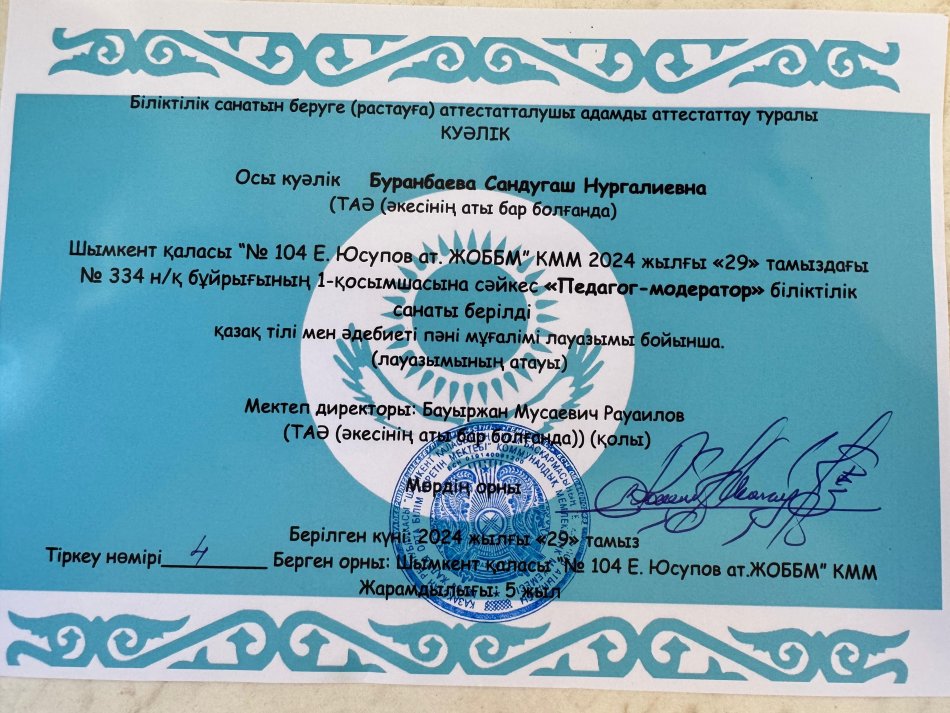 Біліктілік санатын беруге (растауға) аттестатталушы адамды аттестаттау туралы
КУӘЛІК
Осы куәлік Буранбаева Сандугаш Нургалиевна
(ТАӘ (әкесінің аты бар болғанда)
Шымкент қаласы “№ 104 Е. Юсупов ат. ЖОББМ” КММ 2024 жылғы «29» тамыздағы
№ 334 н/қ бұйрығының 1-қосымшасына сәйкес «Педагог-модератор» біліктілік
санаты берілді
қазақ тілі мен әдебиеті пәні мұғалімі лауазымы бойынша.
(лауазымының атауы)
Мектеп директоры: Бауыржан Мусаевич Рауаилов
(ТАӘ (әкесінің аты бар болғанда)) (қолы)
Мөрдің орны
Берілген күні: 2024 жылғы «29» тамыз
Тіркеу нөмірі 4 Берген орны: Шымкент қаласы “№ 104 Е. Юсупов ат.ЖОББМ” КММ
Жарамдылығы: 5 жыл